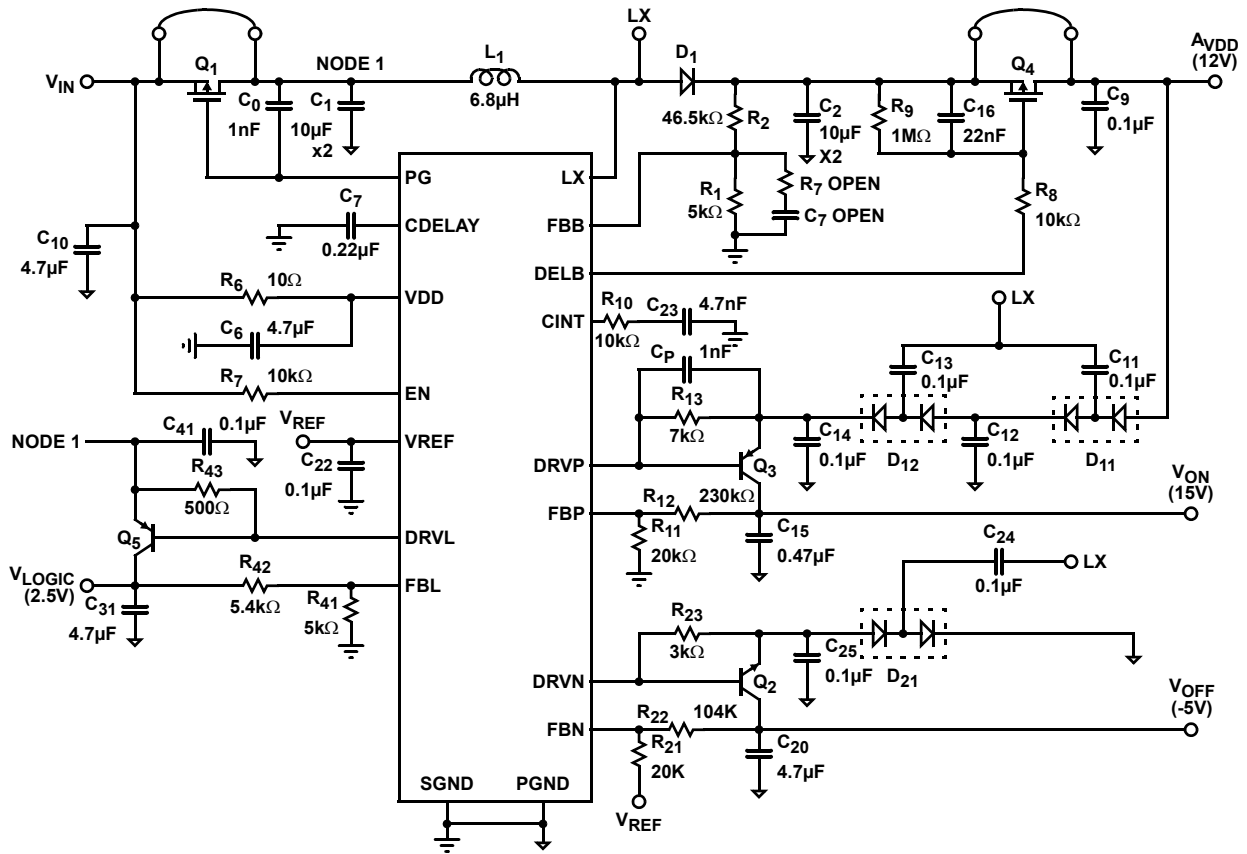 LX
Q1
NODE 1
L1
D1
Q4
AVDD
(12V)
VIN
C0
1nF
C1
10µF
x2
6.8µH
46.5kΩ
R2
C2
10µF
X2
R9
1MΩ
C16
22nF
C9
0.1µF
PG
LX
R1
5kΩ
R7 OPEN
C7 OPEN
R8
10kΩ
C7
0.22µF
CDELAY
FBB
C10
4.7µF
DELB
R6
10Ω
VDD
CINT
R10
10kΩ
C23
4.7nF
LX
C6
4.7µF
CP
1nF
C13
0.1µF
C11
0.1µF
R7
10kΩ
EN
R13
7kΩ
NODE 1
C41
0.1µF
VREF
VREF
C22
0.1µF
C14
0.1µF
D12
C12
0.1µF
D11
R43
500Ω
DRVP
Q3
VON
(15V)
Q5
DRVL
FBP
R12
230kΩ
R11
20kΩ
C15
0.47µF
C24
0.1µF
LX
VLOGIC
(2.5V)
R42
5.4kΩ
FBL
R41
5kΩ
C31
4.7µF
R23
3kΩ
C25
0.1µF
D21
DRVN
Q2
VOFF
(-5V)
FBN
R22
104K
R21
20K
C20
4.7µF
SGND
PGND
VREF